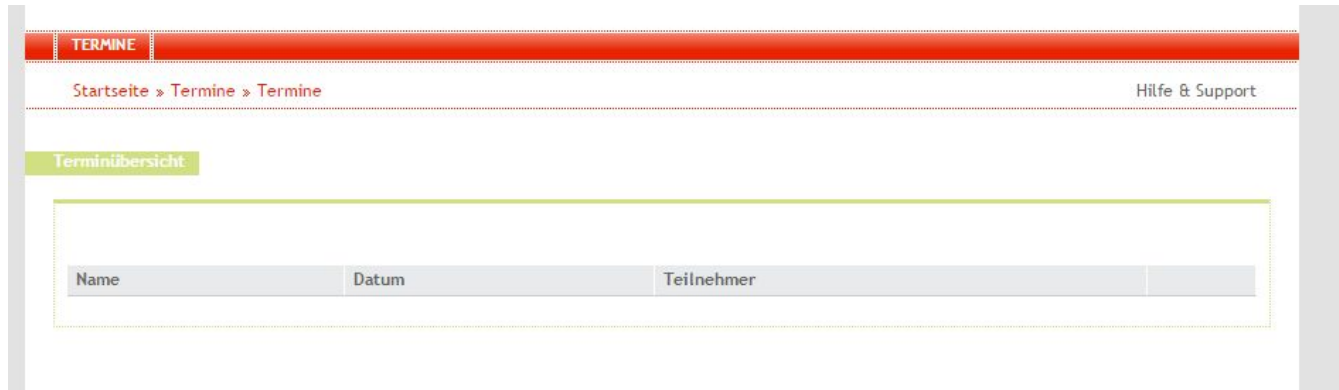 TERMINE
Startseite » Termine » Termine Hilfe & Support
Terminübersicht
Name Datum Teilnehmer